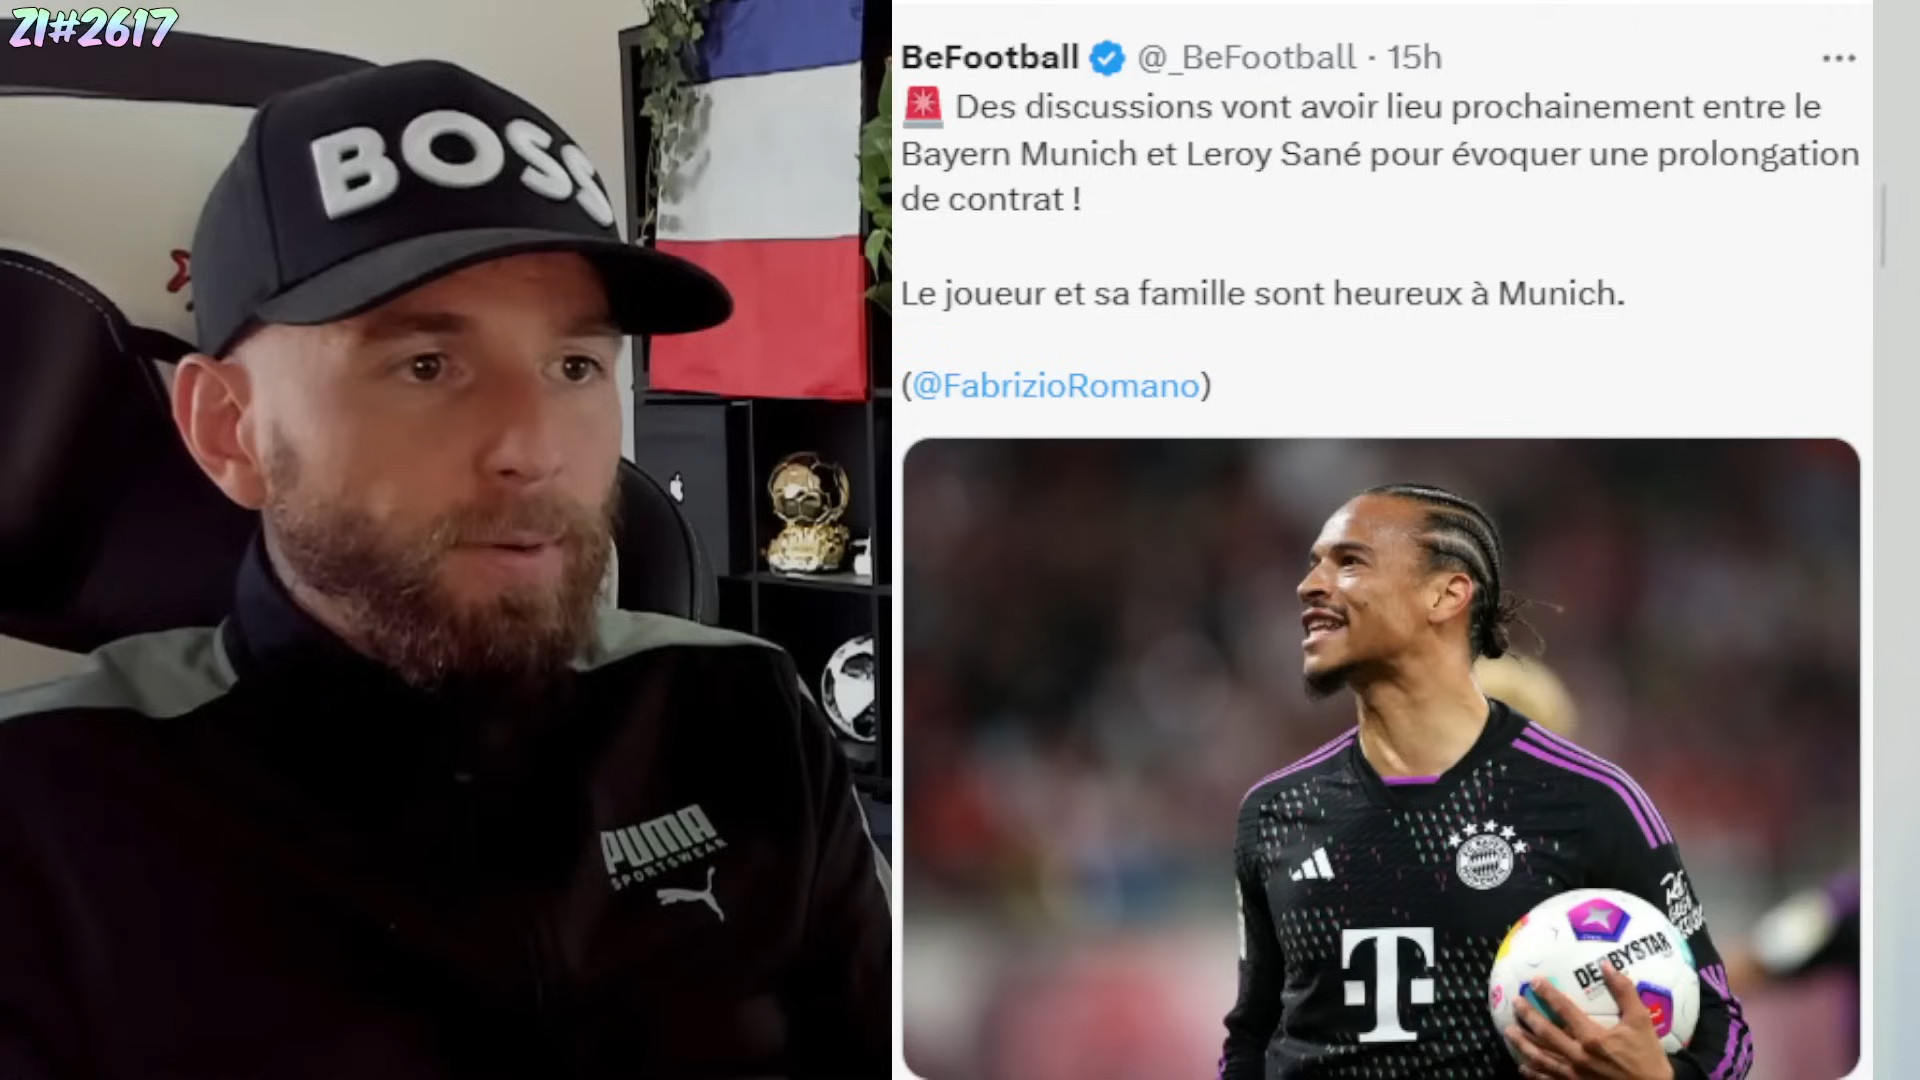 ZI#2617
BOSS
PUMA
SPORTSWEAR
BeFootball @_BeFootball · 15h
Des discussions vont avoir lieu prochainement entre le
Bayern Munich et Leroy Sané pour évoquer une prolongation
de contrat !
Le joueur et sa famille sont heureux à Munich.
(@FabrizioRomano)
T
DERBYSTAR